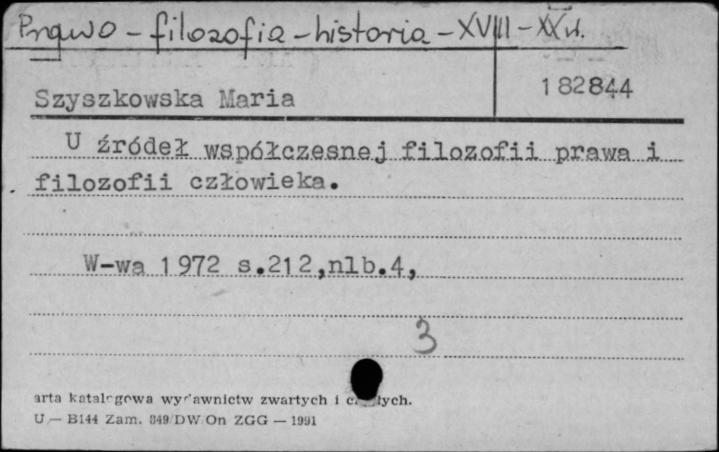 Prawo - filozofia - historia - XVIII - XX w.
Szyszkowska Maria
182844
U źródeł współczesnej filozofii prawa i
filozofii człowieka.
W-wa 1972 s.212,nlb.4,
3
arta katalogowa wydawnictw zwartych i
U — B144 Zam. 849/DW/On ZGG — 1991